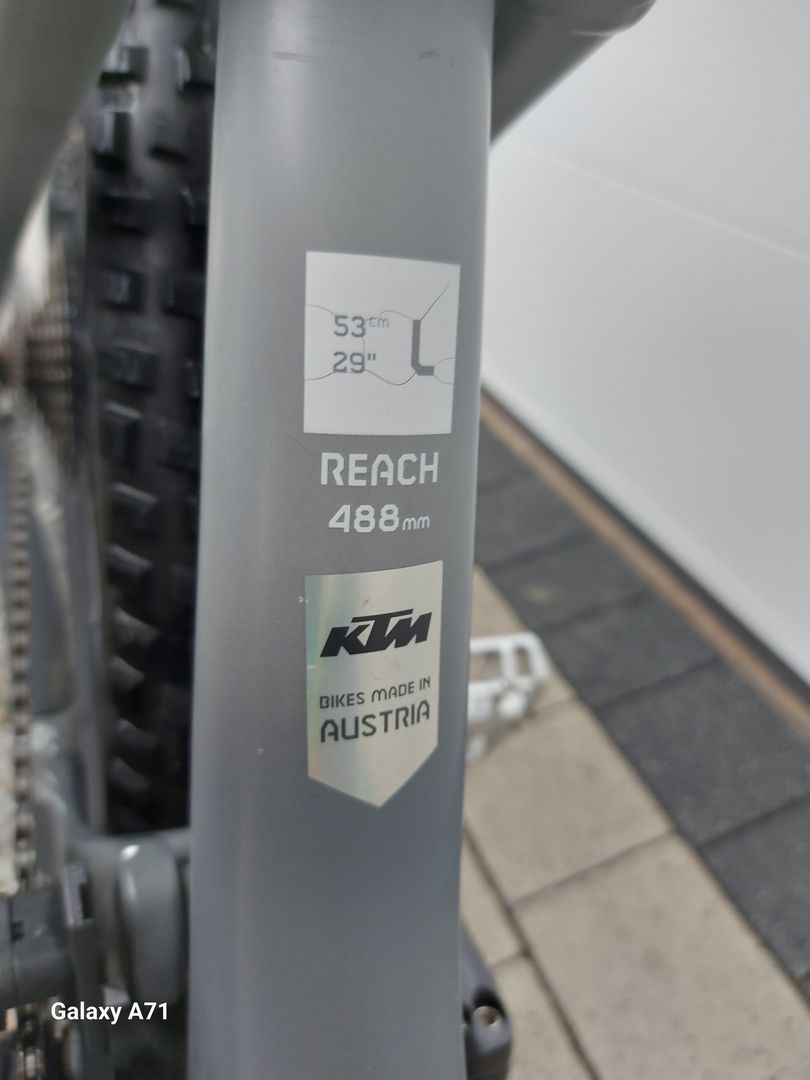 53cm
29"
L
REACH
488mm
KTM
BIKES MADE IN
AUSTRIA
Galaxy A71